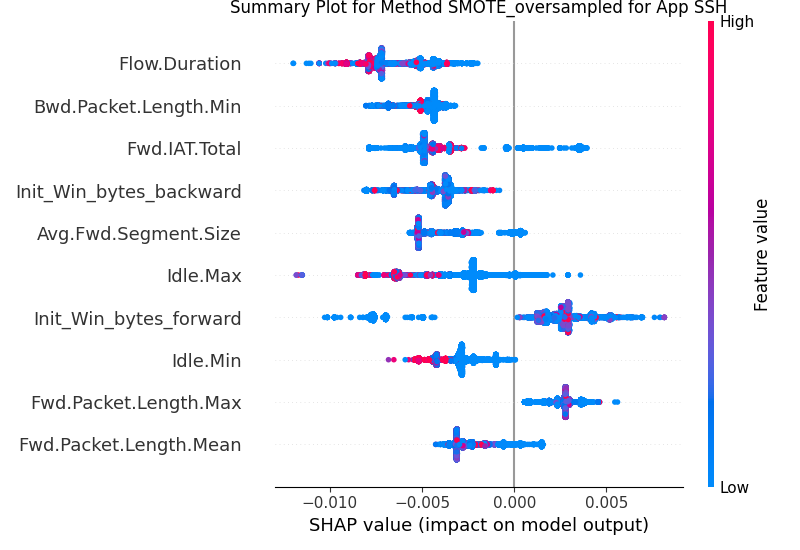 Summary Plot for Method SMOTE_oversampled for App SSH
High
Flow.Duration
Bwd.Packet.Length.Min
Fwd.IAT.Total
Init_Win_bytes_backward
Avg.Fwd.Segment.Size
Idle.Max
Init_Win_bytes_forward
Idle.Min
Fwd.Packet.Length.Max
Fwd.Packet.Length.Mean
Feature value
Low
−0.010 −0.005 0.000 0.005
SHAP value (impact on model output)